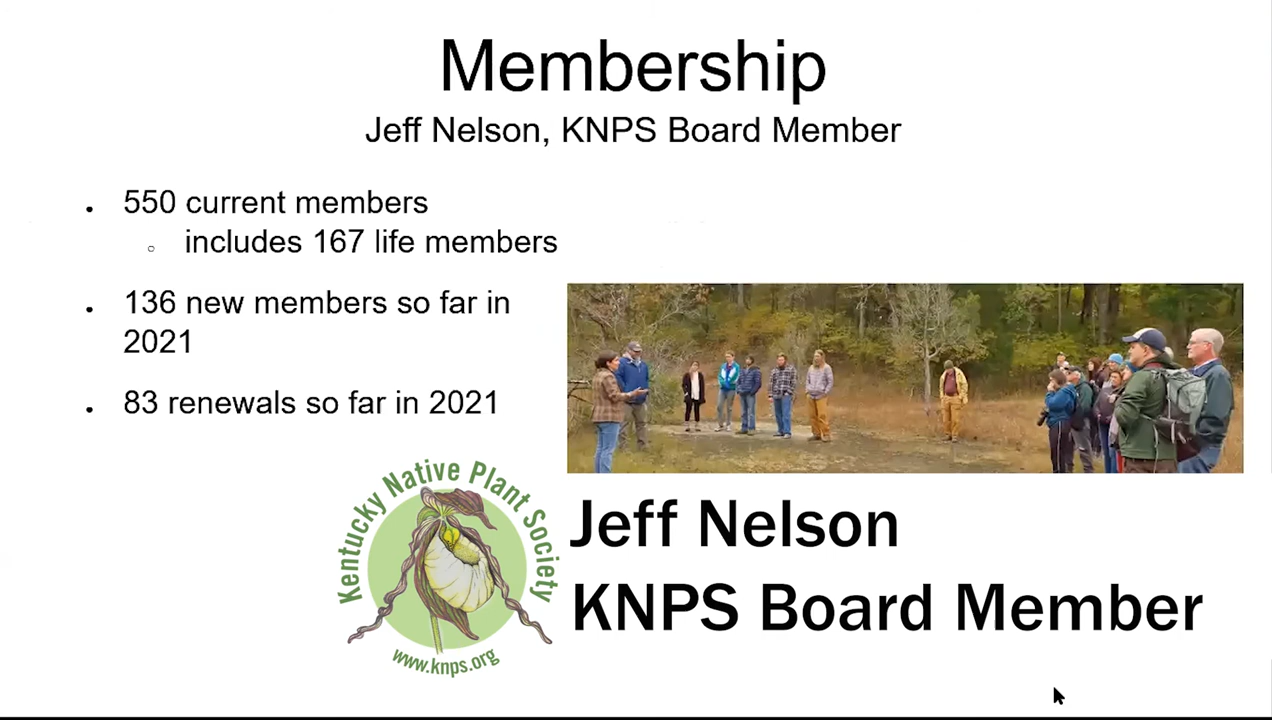 Membership
Jeff Nelson, KNPS Board Member
550 current members
includes 167 life members
136 new members so far in
2021
83 renewals so far in 2021
Kentucky Native Plant Society
www.knps.org
Jeff Nelson
KNPS Board Member